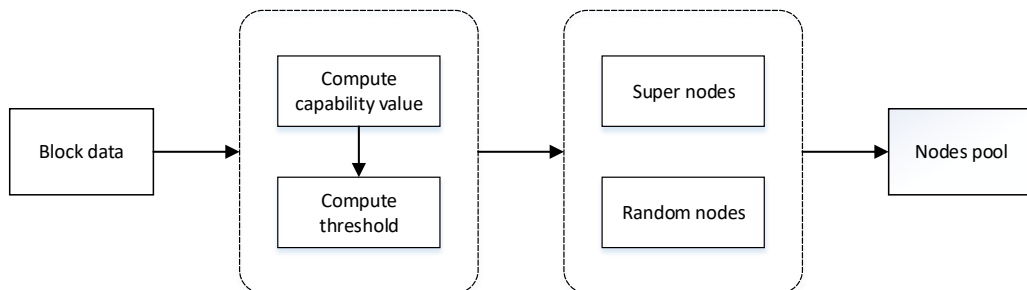 Block data
Compute
capability value
Compute
threshold
Super nodes
Random nodes
Nodes pool